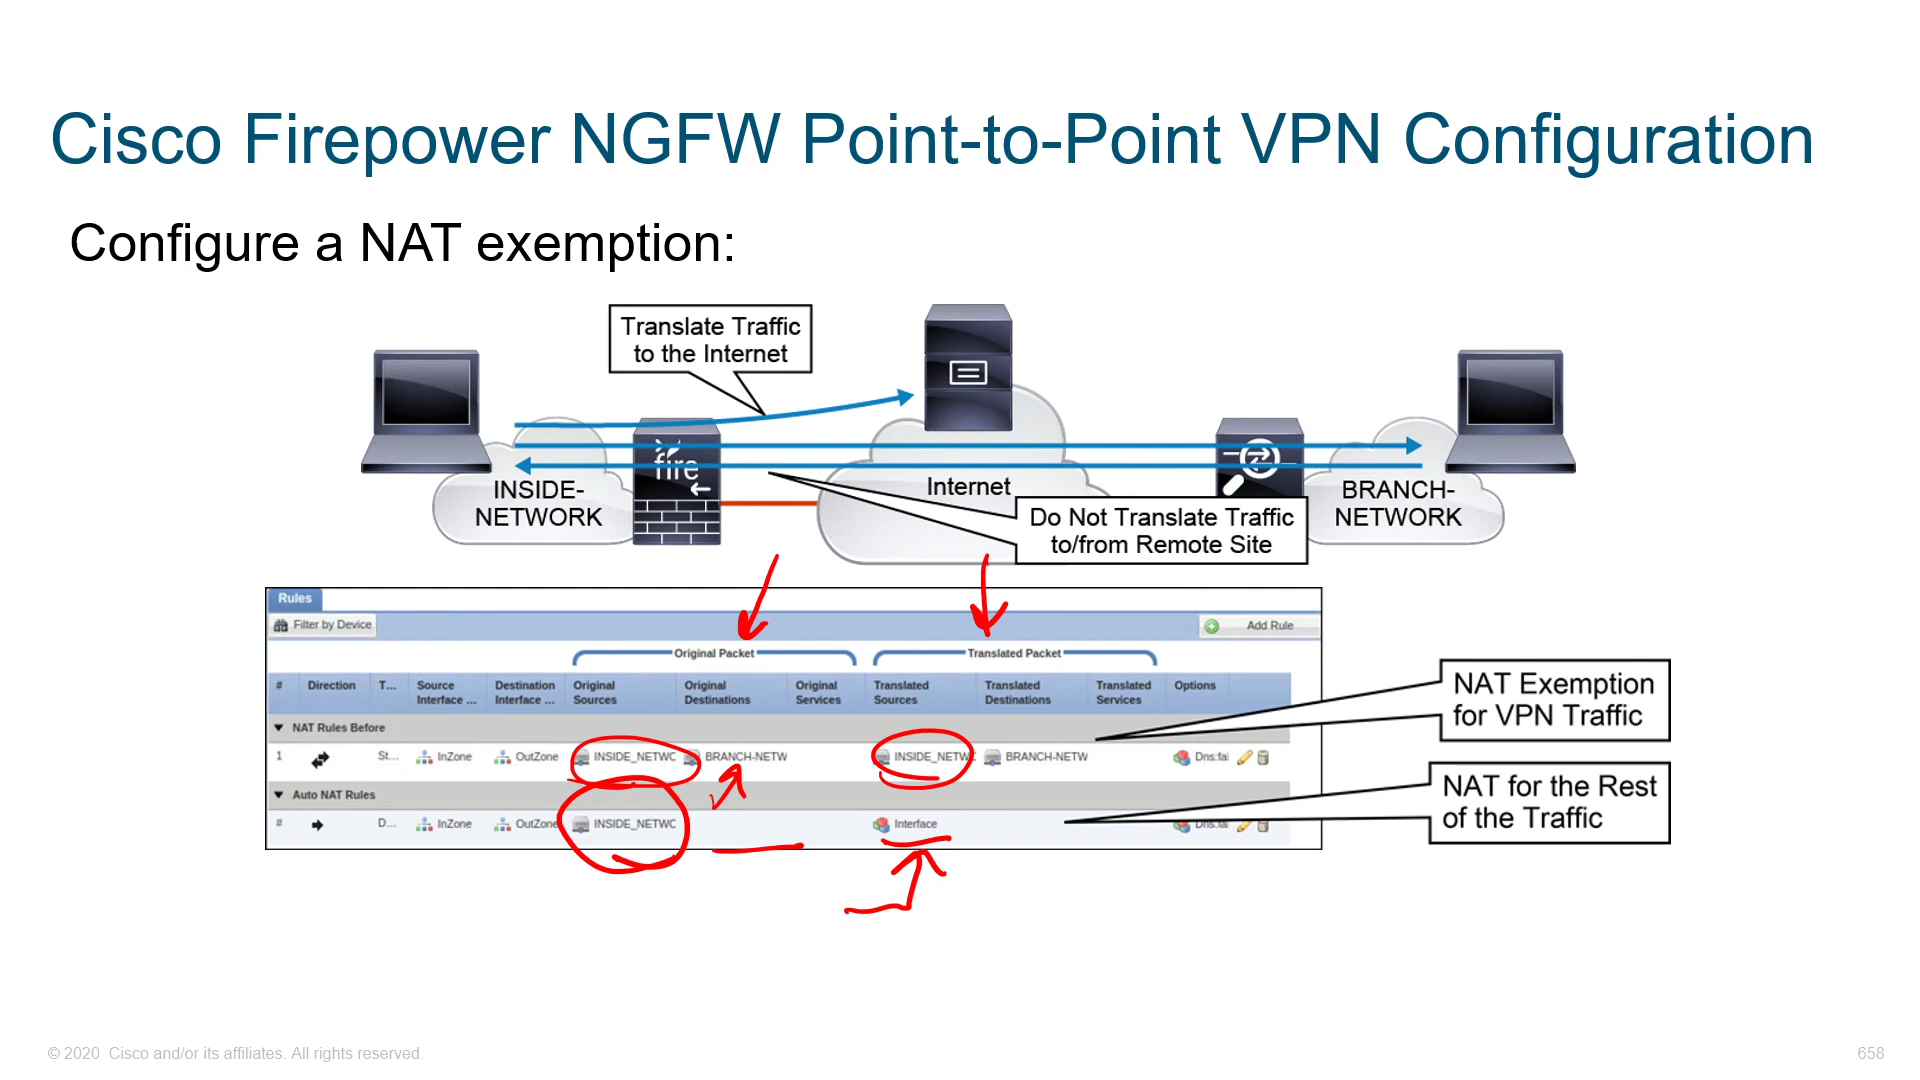 Cisco Firepower NGFW Point-to-Point VPN Configuration
Configure a NAT exemption:
Translate Traffic
to the Internet
fire
INSIDE-
NETWORK
Internet
BRANCH-
NETWORK
Do Not Translate Traffic
to/from Remote Site
Rules
Filter by Device
Add Rule
Original Packet
Translated Packet
# Direction T... Source Interface ... Destination Interface ... Original Sources Original Destinations Original Services Translated Sources Translated Destinations Translated Services Options
NAT Rules Before
1 St... InZone OutZone INSIDE_NETWC BRANCH-NETW INSIDE_NETWC BRANCH-NETW Dns:fal
Auto NAT Rules
# D... InZone OutZone INSIDE_NETWC Interface Dns:fal
NAT Exemption
for VPN Traffic
NAT for the Rest
of the Traffic
© 2020 Cisco and/or its affiliates. All rights reserved.
658